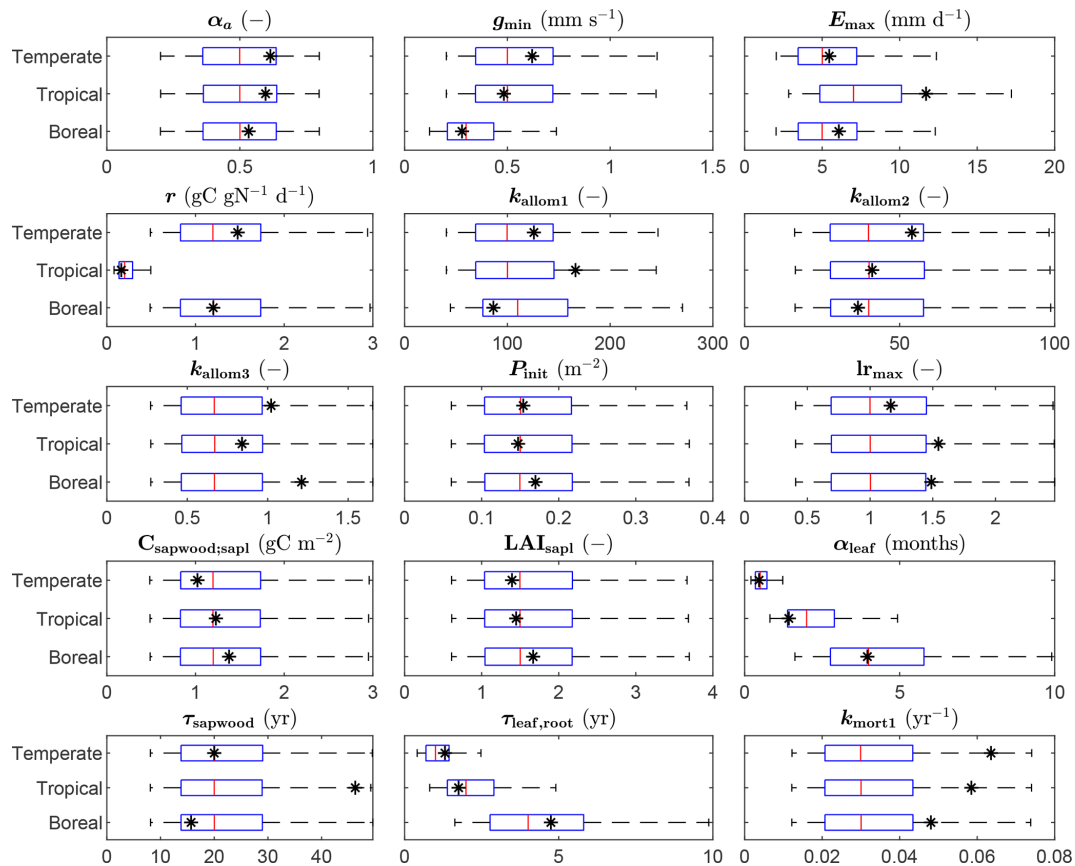 α_a (−) g_min (mm s⁻¹) E_max (mm d⁻¹)
Temperate
Tropical
Boreal
0 0.5 1 0 0.5 1 1.5 0 5 10 15 20
r (gC gN⁻¹ d⁻¹) k_allom1 (−) k_allom2 (−)
Temperate
Tropical
Boreal
0 1 2 3 0 100 200 300 0 50 100
k_allom3 (−) P_init (m⁻²) lr_max (−)
Temperate
Tropical
Boreal
0 0.5 1 1.5 0 0.1 0.2 0.3 0.4 0 0.5 1 1.5 2
C_sapwood;sapl (gC m⁻²) LAI_sapl (−) α_leaf (months)
Temperate
Tropical
Boreal
0 1 2 3 0 1 2 3 4 0 5 10
τ_sapwood (yr) τ_leaf,root (yr) k_mort1 (yr⁻¹)
Temperate
Tropical
Boreal
0 10 20 30 40 0 5 10 0 0.02 0.04 0.06 0.08